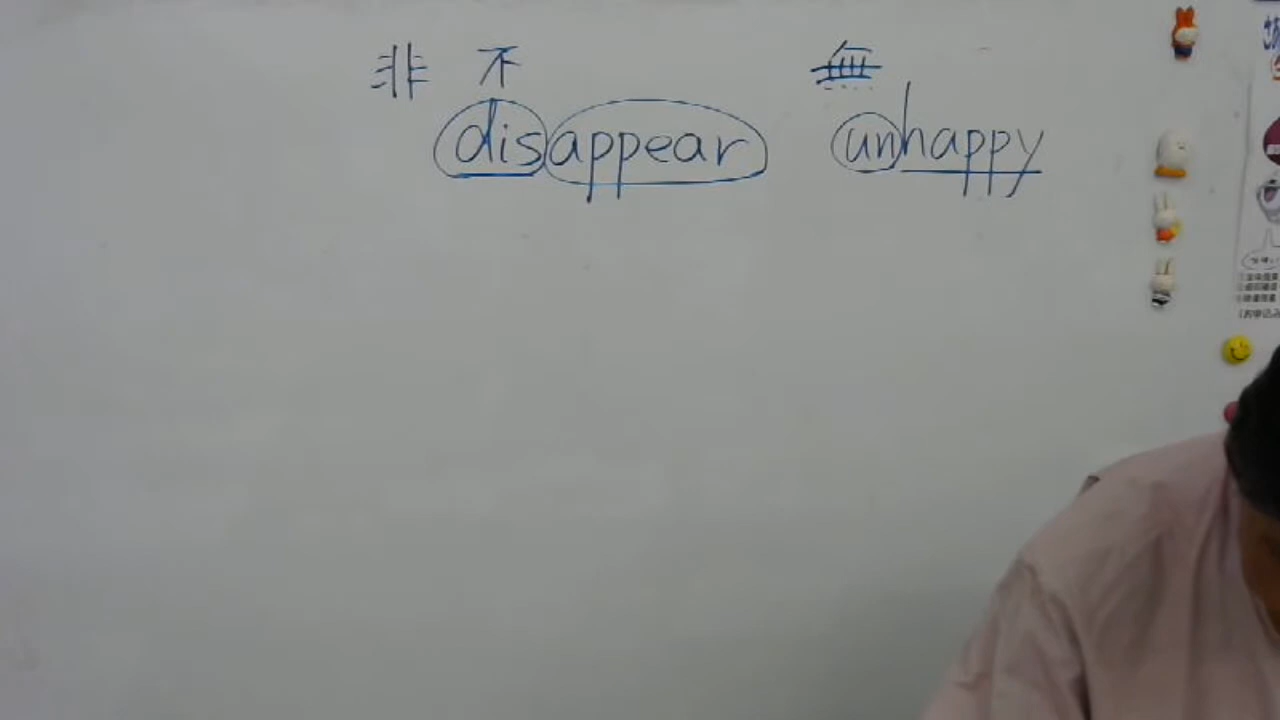 非 不 無
disappear unhappy